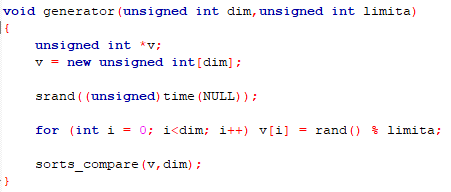 void generator(unsigned int dim,unsigned int limita)
{
unsigned int *v;
v = new unsigned int[dim];
srand((unsigned)time(NULL));
for (int i = 0; i<dim; i++) v[i] = rand() % limita;
sorts_compare(v,dim);
}